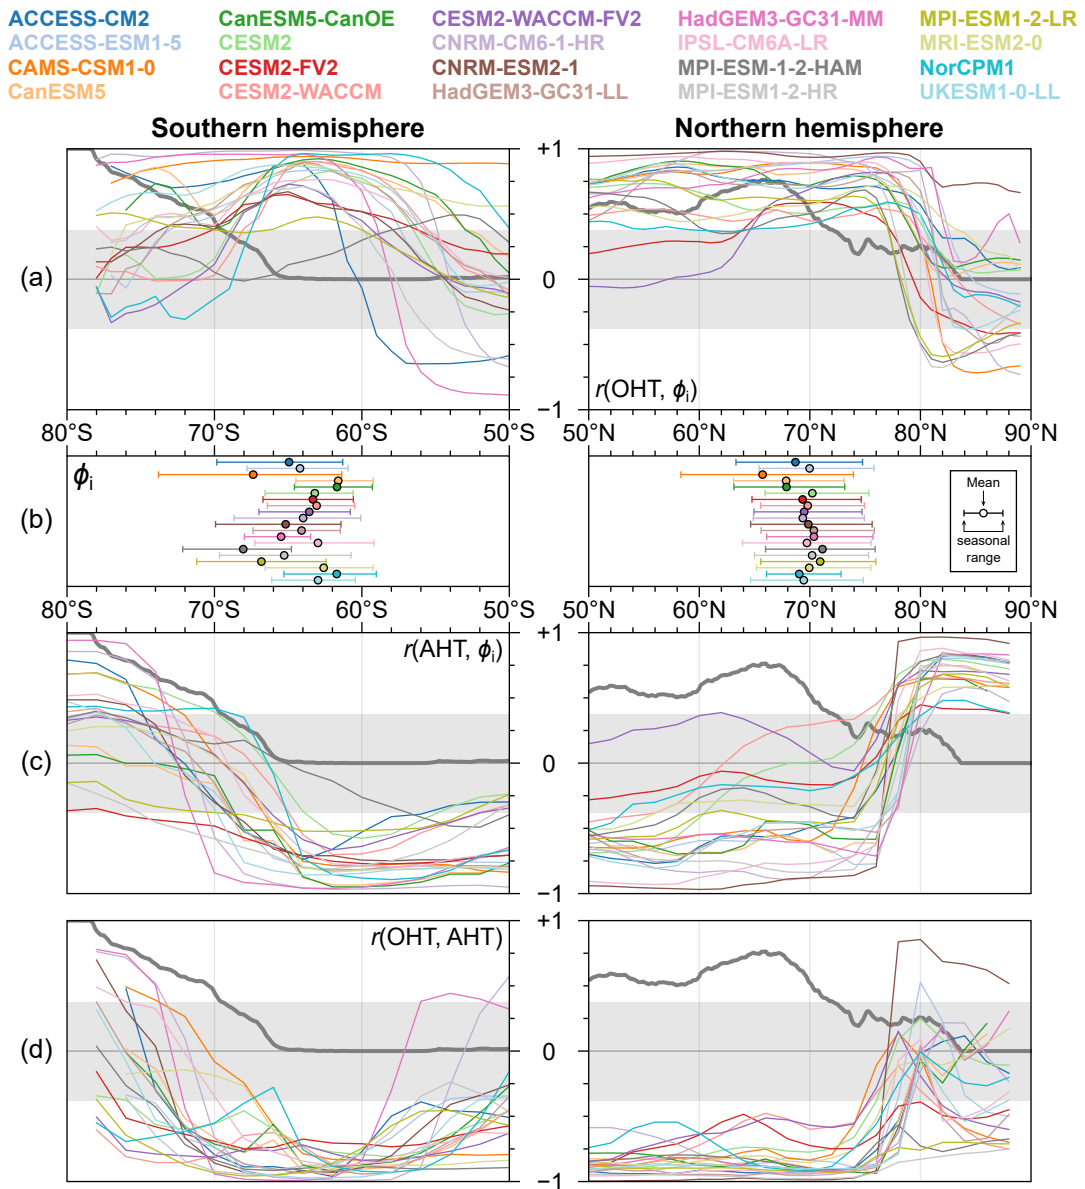 ACCESS-CM2 CanESM5-CanOE CESM2-WACCM-FV2 HadGEM3-GC31-MM MPI-ESM1-2-LR
ACCESS-ESM1-5 CESM2 CNRM-CM6-1-HR IPSL-CM6A-LR MRI-ESM2-0
CAMS-CSM1-0 CESM2-FV2 CNRM-ESM2-1 MPI-ESM-1-2-HAM NorCPM1
CanESM5 CESM2-WACCM HadGEM3-GC31-LL MPI-ESM1-2-HR UKESM1-0-LL
Southern hemisphere Northern hemisphere
+1
(a) 0
r(OHT, ϕi)
−1
80°S 70°S 60°S 50°S 50°N 60°N 70°N 80°N 90°N
ϕi
Mean
(b)
seasonal
range
80°S 70°S 60°S 50°S 50°N 60°N 70°N 80°N 90°N
+1
r(AHT, ϕi)
(c) 0
−1
+1
r(OHT, AHT)
(d) 0
−1